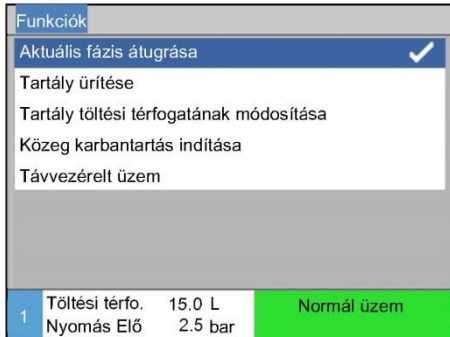 Funkciók
Aktuális fázis átugrása
Tartály ürítése
Tartály töltési térfogatának módosítása
Közeg karbantartás indítása
Távvezérelt üzem
1
Töltési térfo. 15.0 L
Nyomás Elő 2.5 bar
Normál üzem